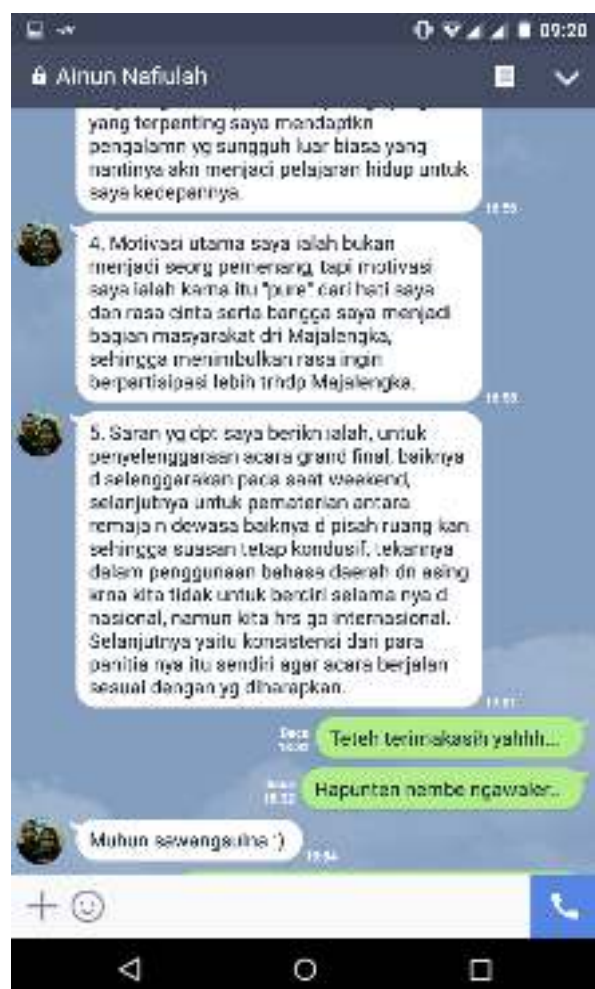 09:20
Ainun Nafiulah
yang terpenting saya mendaptkn
pengalamn yg sungguh luar biasa yang
nantinya akn menjaci pelajaran hidup untuk
saya kedepannya.
4. Motivasi utama saya ialah bukan
menjadi seorg pemenang, tapi motivasi
saya ialah karna itu "pure" dari hati saya
dan rasa cinta serta bangga saya menjadi
bagian masyarakat dri Majalengka,
sehingga menimbulkan rasa ingin
berpartisipasi lebih trhdp Majalengka.
5. Saran yg dpt saya berikn ialah, untuk
penyelenggaraan acara grand final, baiknya
d selenggarakan pada saat weekend,
selanjutnya untuk pematerian antara
remaja n dewasa baiknya d pisah ruang kan
sehingga suasan tetap kondusif, tekannya
dalam penggunaan bahasa daerah dn asing
krna kita tidak untuk berdiri selama nya d
nasional, namun kita hrs go internasional.
Selanjutnya yaitu konsistensi dari para
panitia nya itu sendiri agar acara berjalan
sesuai dengan yg diharapkan.
Teteh terimakasih yahhh...
Hapunten nembe ngawaler..
Muhun sawangsulna :)